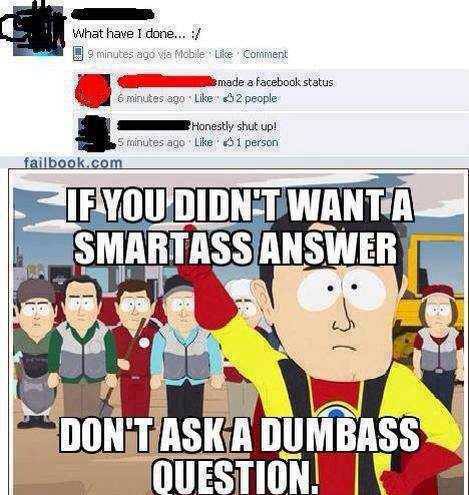 What have I done... :/
9 minutes ago via Mobile · Like · Comment
made a facebook status
6 minutes ago · Like · 2 people
Honestly shut up!
5 minutes ago · Like · 1 person
failbook.com
IF YOU DIDN'T WANT A
SMARTASS ANSWER
DON'T ASK A DUMBASS
QUESTION.